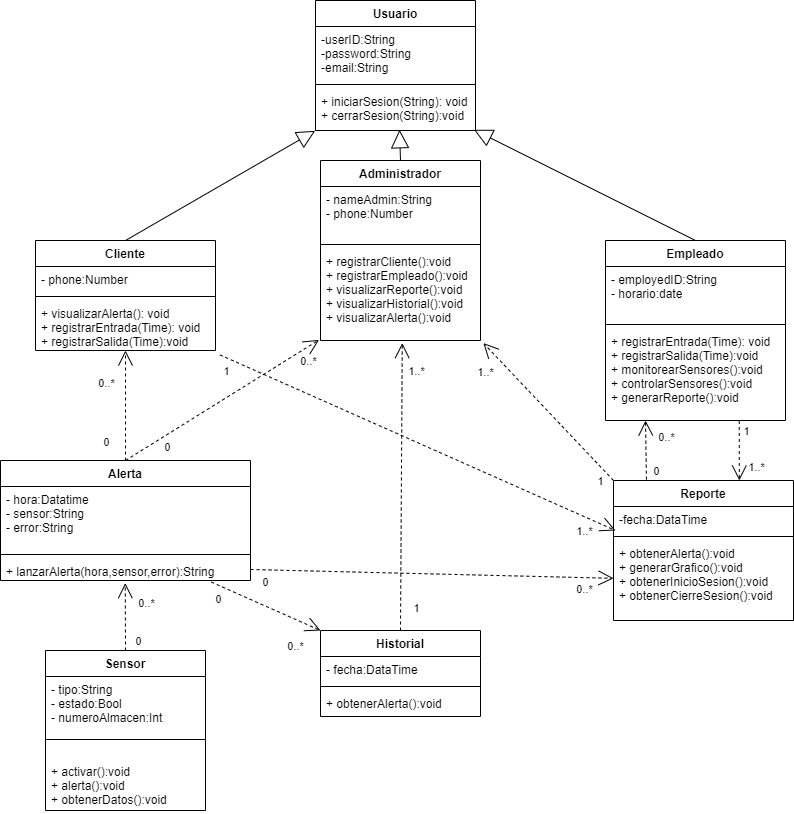 Usuario
-userID:String
-password:String
-email:String
+ iniciarSesion(String): void
+ cerrarSesion(String):void
Administrador
- nameAdmin:String
- phone:Number
+ registrarCliente():void
+ registrarEmpleado():void
+ visualizarReporte():void
+ visualizarHistorial():void
+ visualizarAlerta():void
Cliente
- phone:Number
+ visualizarAlerta(): void
+ registrarEntrada(Time): void
+ registrarSalida(Time):void
Empleado
- employedID:String
- horario:date
+ registrarEntrada(Time): void
+ registrarSalida(Time):void
+ monitorearSensores():void
+ controlarSensores():void
+ generarReporte():void
0..*
0
0..*
0
1
1..*
1..*
1
1..*
1
0..*
0
1
1..*
Alerta
- hora:Datatime
- sensor:String
- error:String
+ lanzarAlerta(hora,sensor,error):String
Reporte
-fecha:DataTime
+ obtenerAlerta():void
+ generarGrafico():void
+ obtenerInicioSesion():void
+ obtenerCierreSesion():void
0
0..*
0
0..*
0..*
0
Historial
- fecha:DataTime
+ obtenerAlerta():void
Sensor
- tipo:String
- estado:Bool
- numeroAlmacen:Int
+ activar():void
+ alerta():void
+ obtenerDatos():void